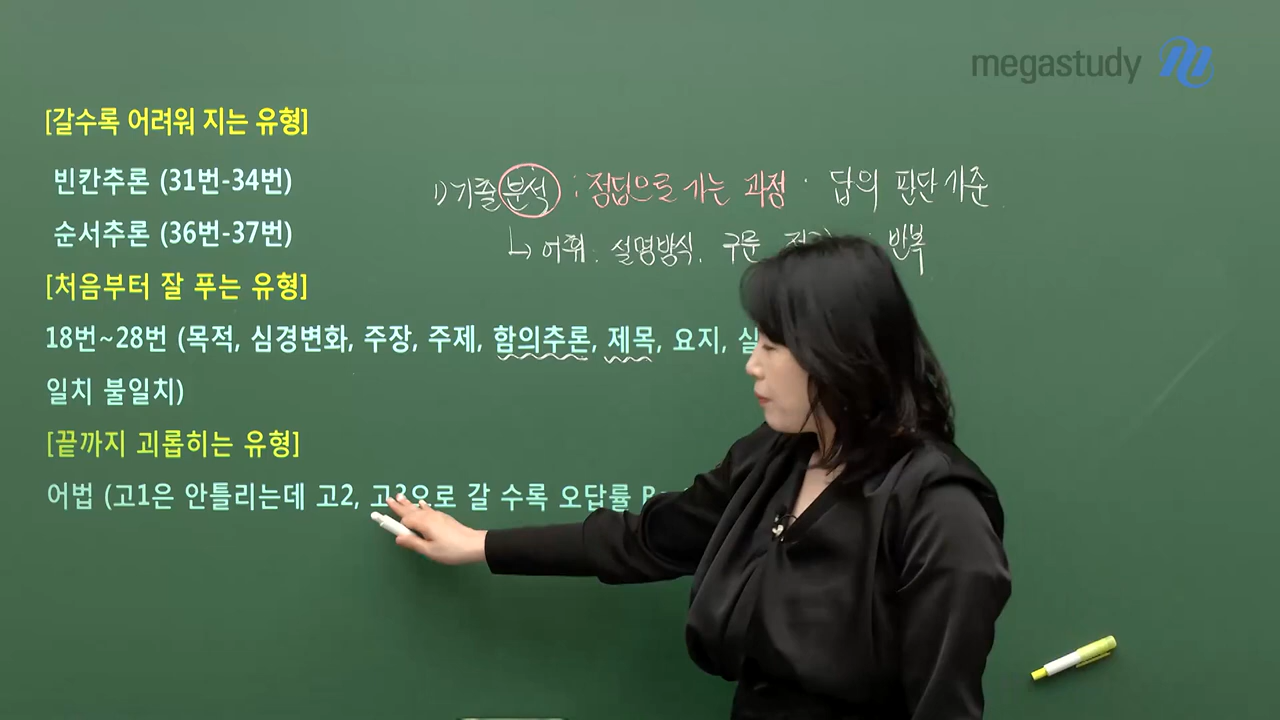 megastudy
[갈수록 어려워 지는 유형]
빈칸추론 (31번-34번)
순서추론 (36번-37번)
[처음부터 잘 푸는 유형]
18번~28번 (목적, 심경변화, 주장, 주제, 함의추론, 제목, 요지,
일치 불일치)
[끝까지 괴롭히는 유형]
어법 (고1은 안틀리는데 고2, 고3으로 갈 수록 오답률
1) 기출분석 : 정답으로 가는 과정 · 답의 판단기준
↳ 어휘. 설명방식. 구문 반복